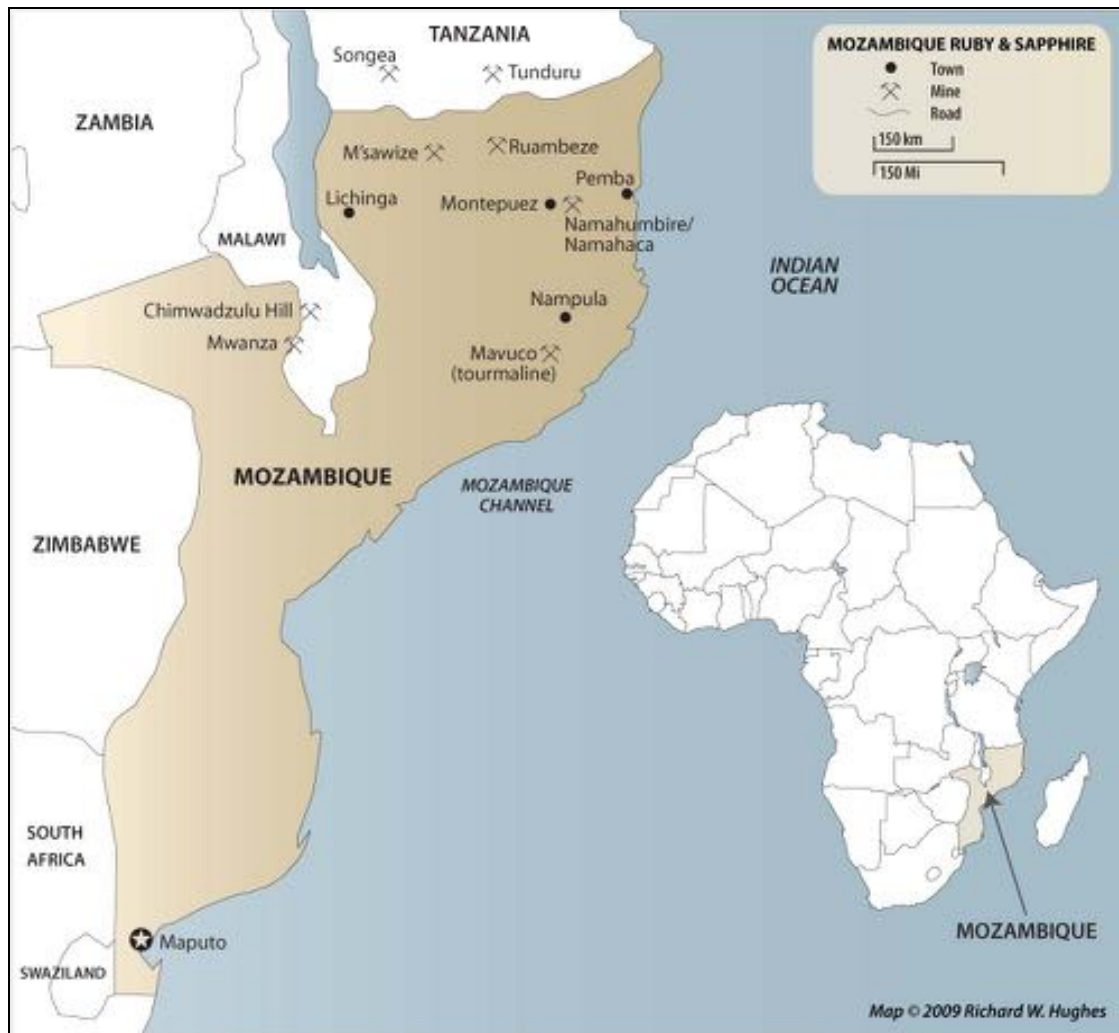 TANZANIA
Songea
Tunduru
ZAMBIA
M'sawize
Ruambeze
Pemba
Lichinga
Montepuez
Namahumbire/
Namahaca
MALAWI
Chimwadzulu Hill
Nampula
Mwanza
Mavuco
(tourmaline)
MOZAMBIQUE
MOZAMBIQUE
CHANNEL
INDIAN
OCEAN
ZIMBABWE
SOUTH
AFRICA
Maputo
SWAZILAND
MOZAMBIQUE RUBY & SAPPHIRE
Town
Mine
Road
150 km
150 Mi
MOZAMBIQUE
Map © 2009 Richard W. Hughes